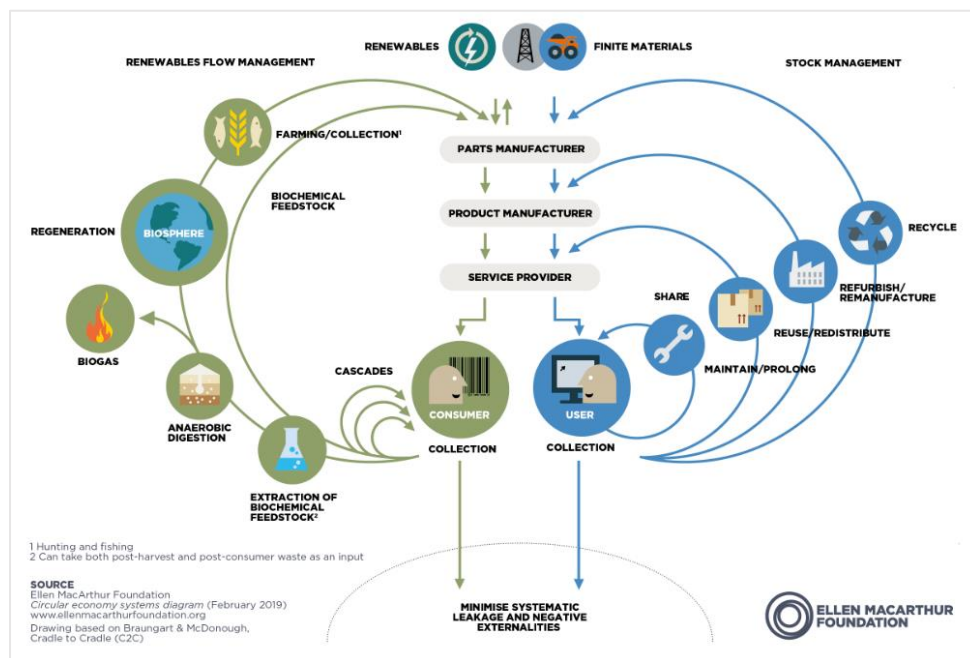 RENEWABLES
FINITE MATERIALS
RENEWABLES FLOW MANAGEMENT
STOCK MANAGEMENT
FARMING/COLLECTION¹
PARTS MANUFACTURER
BIOCHEMICAL
FEEDSTOCK
PRODUCT MANUFACTURER
REGENERATION
BIOSPHERE
RECYCLE
SERVICE PROVIDER
REFURBISH/
REMANUFACTURE
SHARE
REUSE/REDISTRIBUTE
BIOGAS
CASCADES
MAINTAIN/PROLONG
CONSUMER
USER
ANAEROBIC
DIGESTION
COLLECTION
COLLECTION
EXTRACTION OF
BIOCHEMICAL
FEEDSTOCK²
1 Hunting and fishing
2 Can take both post-harvest and post-consumer waste as an input
SOURCE
Ellen MacArthur Foundation
Circular economy systems diagram (February 2019)
www.ellenmacarthurfoundation.org
Drawing based on Braungart & McDonough,
Cradle to Cradle (C2C)
MINIMISE SYSTEMATIC
LEAKAGE AND NEGATIVE
EXTERNALITIES
ELLEN MACARTHUR
FOUNDATION